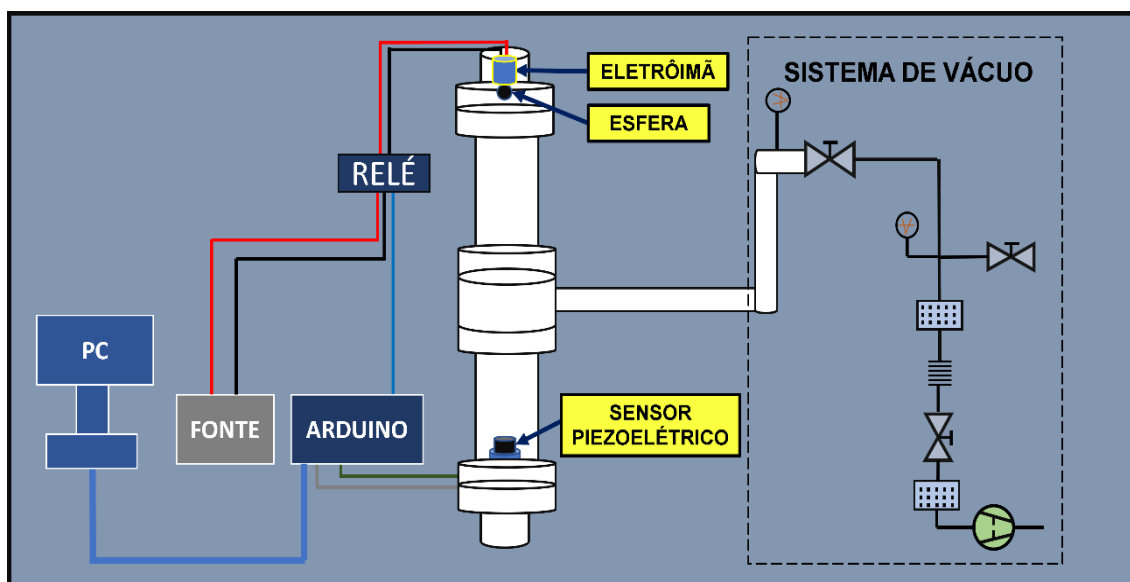 ELETRÔIMÃ
SISTEMA DE VÁCUO
ESFERA
RELÉ
PC
FONTE
ARDUINO
SENSOR
PIEZOELÉTRICO